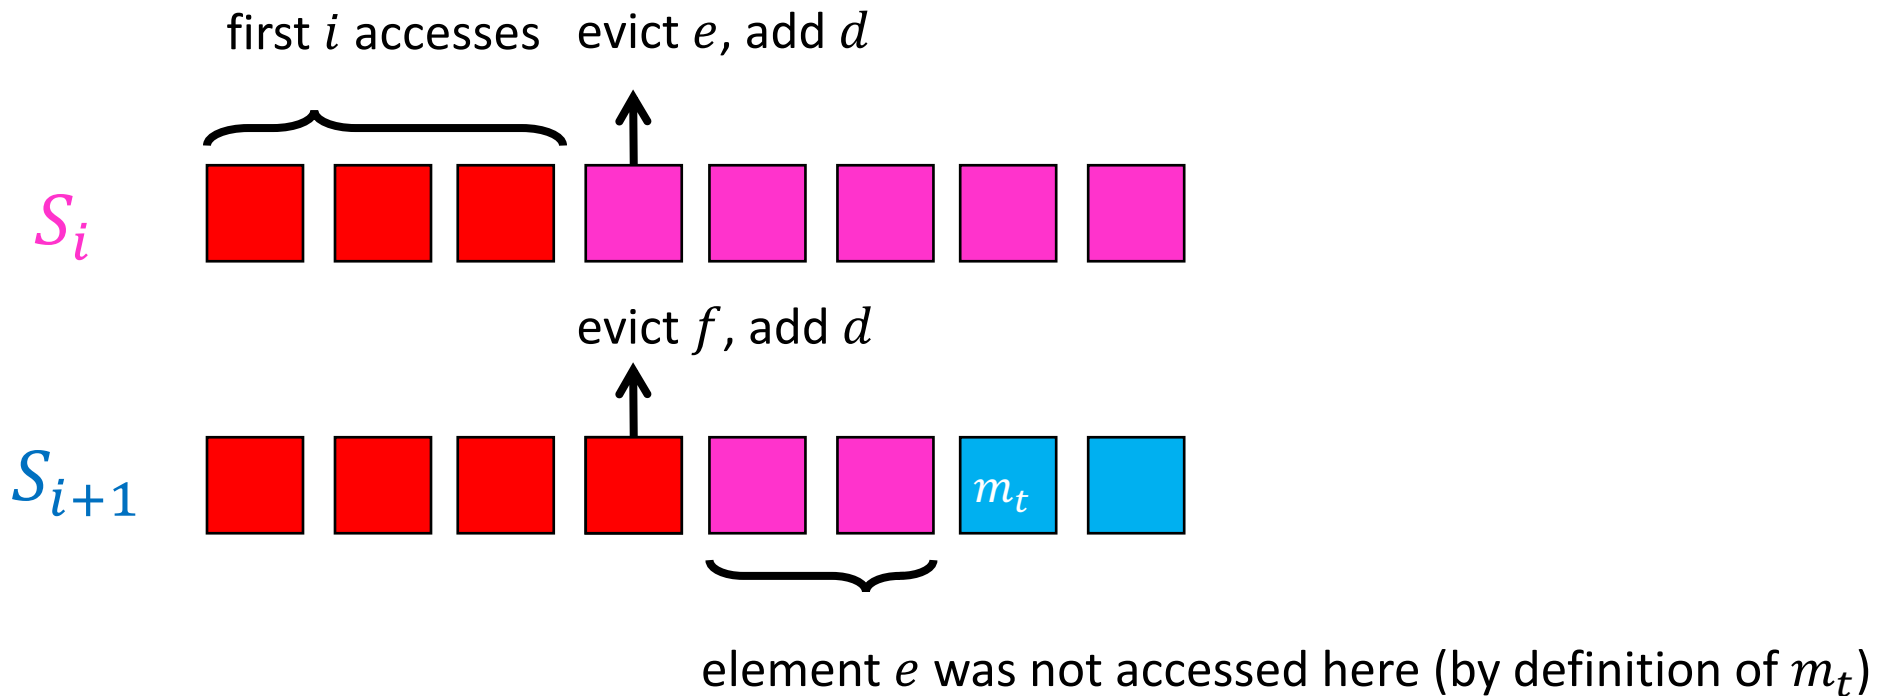 first i accesses evict e, add d
S_i
evict f, add d
S_{i+1}
m_t
element e was not accessed here (by definition of m_t)